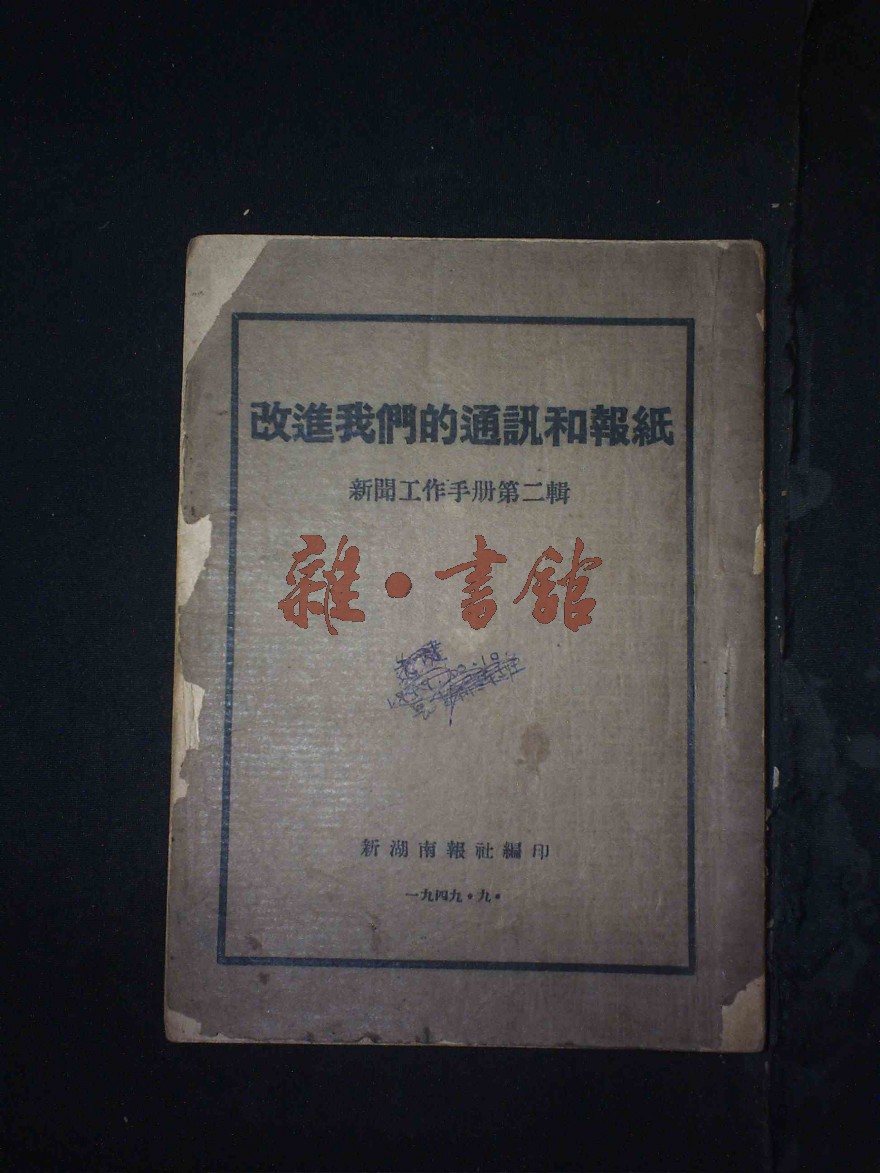 改進我們的通訊和報紙
新聞工作手册第二輯
雜·書館
新湖南報社編印
一九四九·九·